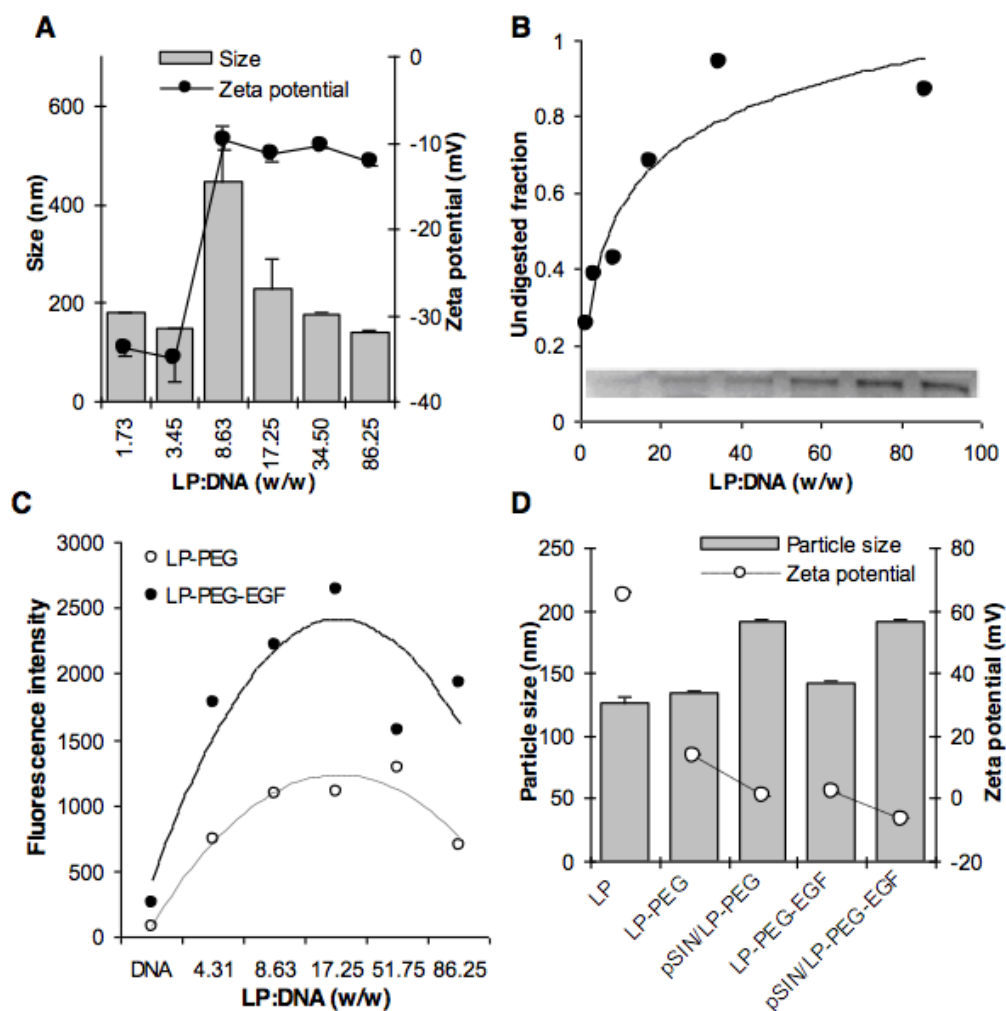 A
Size
Zeta potential
600
400
200
0
0
-10
-20
-30
-40
Size (nm)
Zeta potential (mV)
1.73
3.45
8.63
17.25
34.50
86.25
LP:DNA (w/w)
B
1
0.8
0.6
0.4
0.2
0
Undigested fraction
0
20
40
60
80
100
LP:DNA (w/w)
C
LP-PEG
LP-PEG-EGF
3000
2500
2000
1500
1000
500
0
Fluorescence intensity
DNA
4.31
8.63
17.25
51.75
86.25
LP:DNA (w/w)
D
Particle size
Zeta potential
250
200
150
100
50
0
80
60
40
20
0
-20
Particle size (nm)
Zeta potential (mV)
LP
LP-PEG
pSIN/LP-PEG
LP-PEG-EGF
pSIN/LP-PEG-EGF